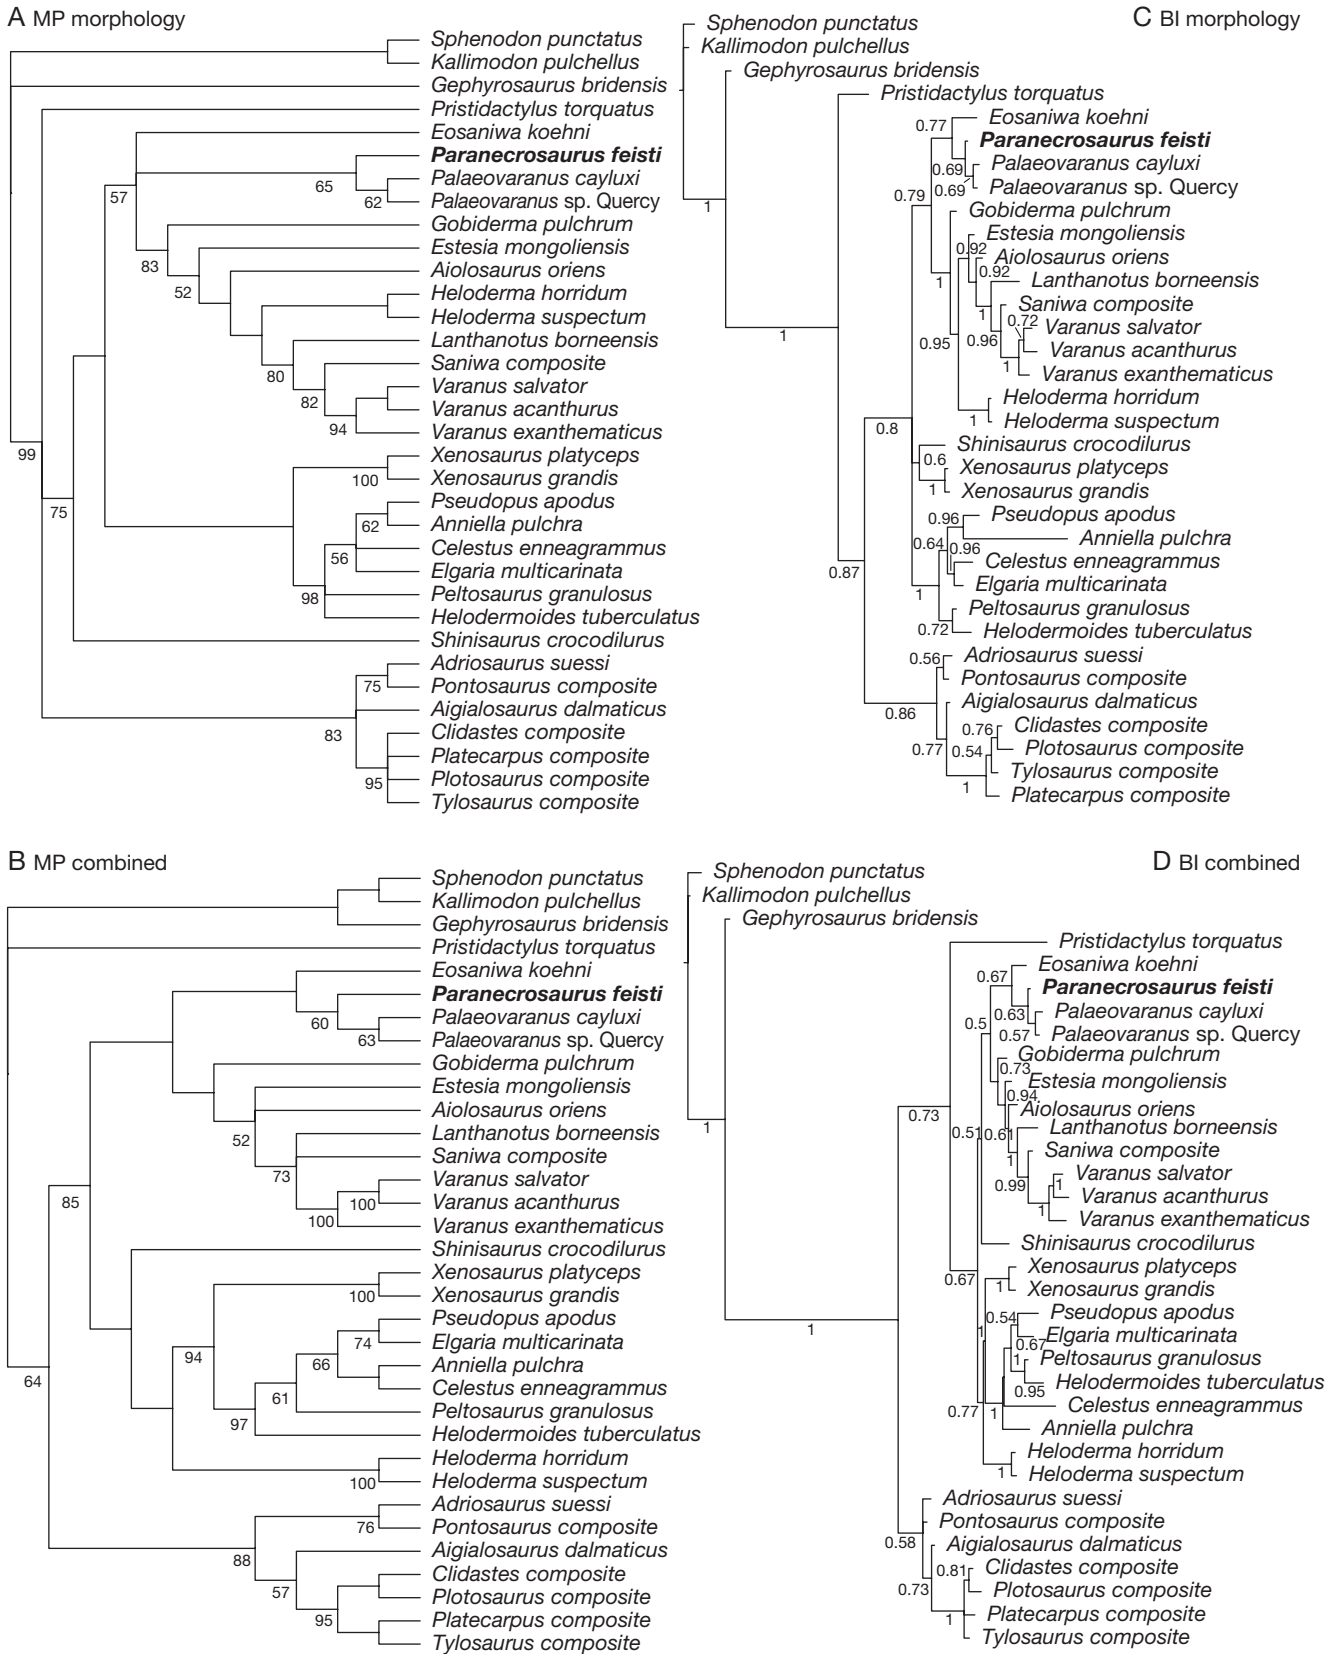 A MP morphology
Sphenodon punctatus
Kallimodon pulchellus
Gephyrosaurus bridensis
Pristidactylus torquatus
Eosaniwa koehni
Paranecrosaurus feisti
65
Palaeovaranus cayluxi
57
62
Palaeovaranus sp. Quercy
Gobiderma pulchrum
Estesia mongoliensis
83
Aiolosaurus oriens
52
Heloderma horridum
Heloderma suspectum
Lanthanotus borneensis
Saniwa composite
80
Varanus salvator
82
Varanus acanthurus
94
Varanus exanthematicus
99
Xenosaurus platyceps
100
Xenosaurus grandis
Pseudopus apodus
75
62
Anniella pulchra
Celestus enneagrammus
56
Elgaria multicarinata
98
Peltosaurus granulosus
Helodermoides tuberculatus
Shinisaurus crocodilurus
Adriosaurus suessi
75
Pontosaurus composite
Aigialosaurus dalmaticus
83
Clidastes composite
Platecarpus composite
95
Plotosaurus composite
Tylosaurus composite
C BI morphology
Sphenodon punctatus
Kallimodon pulchellus
Gephyrosaurus bridensis
Pristidactylus torquatus
Eosaniwa koehni
0.77
Paranecrosaurus feisti
Palaeovaranus cayluxi
0.69
0.69
Palaeovaranus sp. Quercy
0.79
1
Gobiderma pulchrum
Estesia mongoliensis
0.92
Aiolosaurus oriens
0.92
Lanthanotus borneensis
1
Saniwa composite
1
0.72
Varanus salvator
1
0.95
0.96
Varanus acanthurus
1
Varanus exanthematicus
Heloderma horridum
1
Heloderma suspectum
0.8
Shinisaurus crocodilurus
0.6
Xenosaurus platyceps
1
Xenosaurus grandis
Pseudopus apodus
0.96
Anniella pulchra
0.64
0.96
Celestus enneagrammus
0.87
Elgaria multicarinata
1
Peltosaurus granulosus
0.72
Helodermoides tuberculatus
0.56
Adriosaurus suessi
Pontosaurus composite
Aigialosaurus dalmaticus
0.86
0.76
Clidastes composite
0.77
0.54
Plotosaurus composite
Tylosaurus composite
1
Platecarpus composite
B MP combined
Sphenodon punctatus
Kallimodon pulchellus
Gephyrosaurus bridensis
Pristidactylus torquatus
Eosaniwa koehni
Paranecrosaurus feisti
60
Palaeovaranus cayluxi
63
Palaeovaranus sp. Quercy
Gobiderma pulchrum
Estesia mongoliensis
Aiolosaurus oriens
52
Lanthanotus borneensis
Saniwa composite
73
Varanus salvator
85
100
Varanus acanthurus
100
Varanus exanthematicus
Shinisaurus crocodilurus
Xenosaurus platyceps
100
Xenosaurus grandis
Pseudopus apodus
74
Elgaria multicarinata
94
66
Anniella pulchra
64
Celestus enneagrammus
61
Peltosaurus granulosus
97
Helodermoides tuberculatus
Heloderma horridum
100
Heloderma suspectum
Adriosaurus suessi
76
Pontosaurus composite
88
Aigialosaurus dalmaticus
Clidastes composite
57
Plotosaurus composite
95
Platecarpus composite
Tylosaurus composite
D BI combined
Sphenodon punctatus
Kallimodon pulchellus
Gephyrosaurus bridensis
Pristidactylus torquatus
Eosaniwa koehni
0.67
Paranecrosaurus feisti
0.63
Palaeovaranus cayluxi
0.5
0.57
Palaeovaranus sp. Quercy
Gobiderma pulchrum
0.73
Estesia mongoliensis
0.94
Aiolosaurus oriens
0.73
1
0.51
0.61
Lanthanotus borneensis
Saniwa composite
1
Varanus salvator
1
0.99
Varanus acanthurus
1
Varanus exanthematicus
Shinisaurus crocodilurus
Xenosaurus platyceps
0.67
1
Xenosaurus grandis
Pseudopus apodus
1
1
0.54
Elgaria multicarinata
0.67
1
Peltosaurus granulosus
0.95
Helodermoides tuberculatus
0.77
1
Celestus enneagrammus
Anniella pulchra
Heloderma horridum
1
Heloderma suspectum
Adriosaurus suessi
Pontosaurus composite
0.58
Aigialosaurus dalmaticus
0.81
Clidastes composite
0.73
Plotosaurus composite
1
Platecarpus composite
Tylosaurus composite